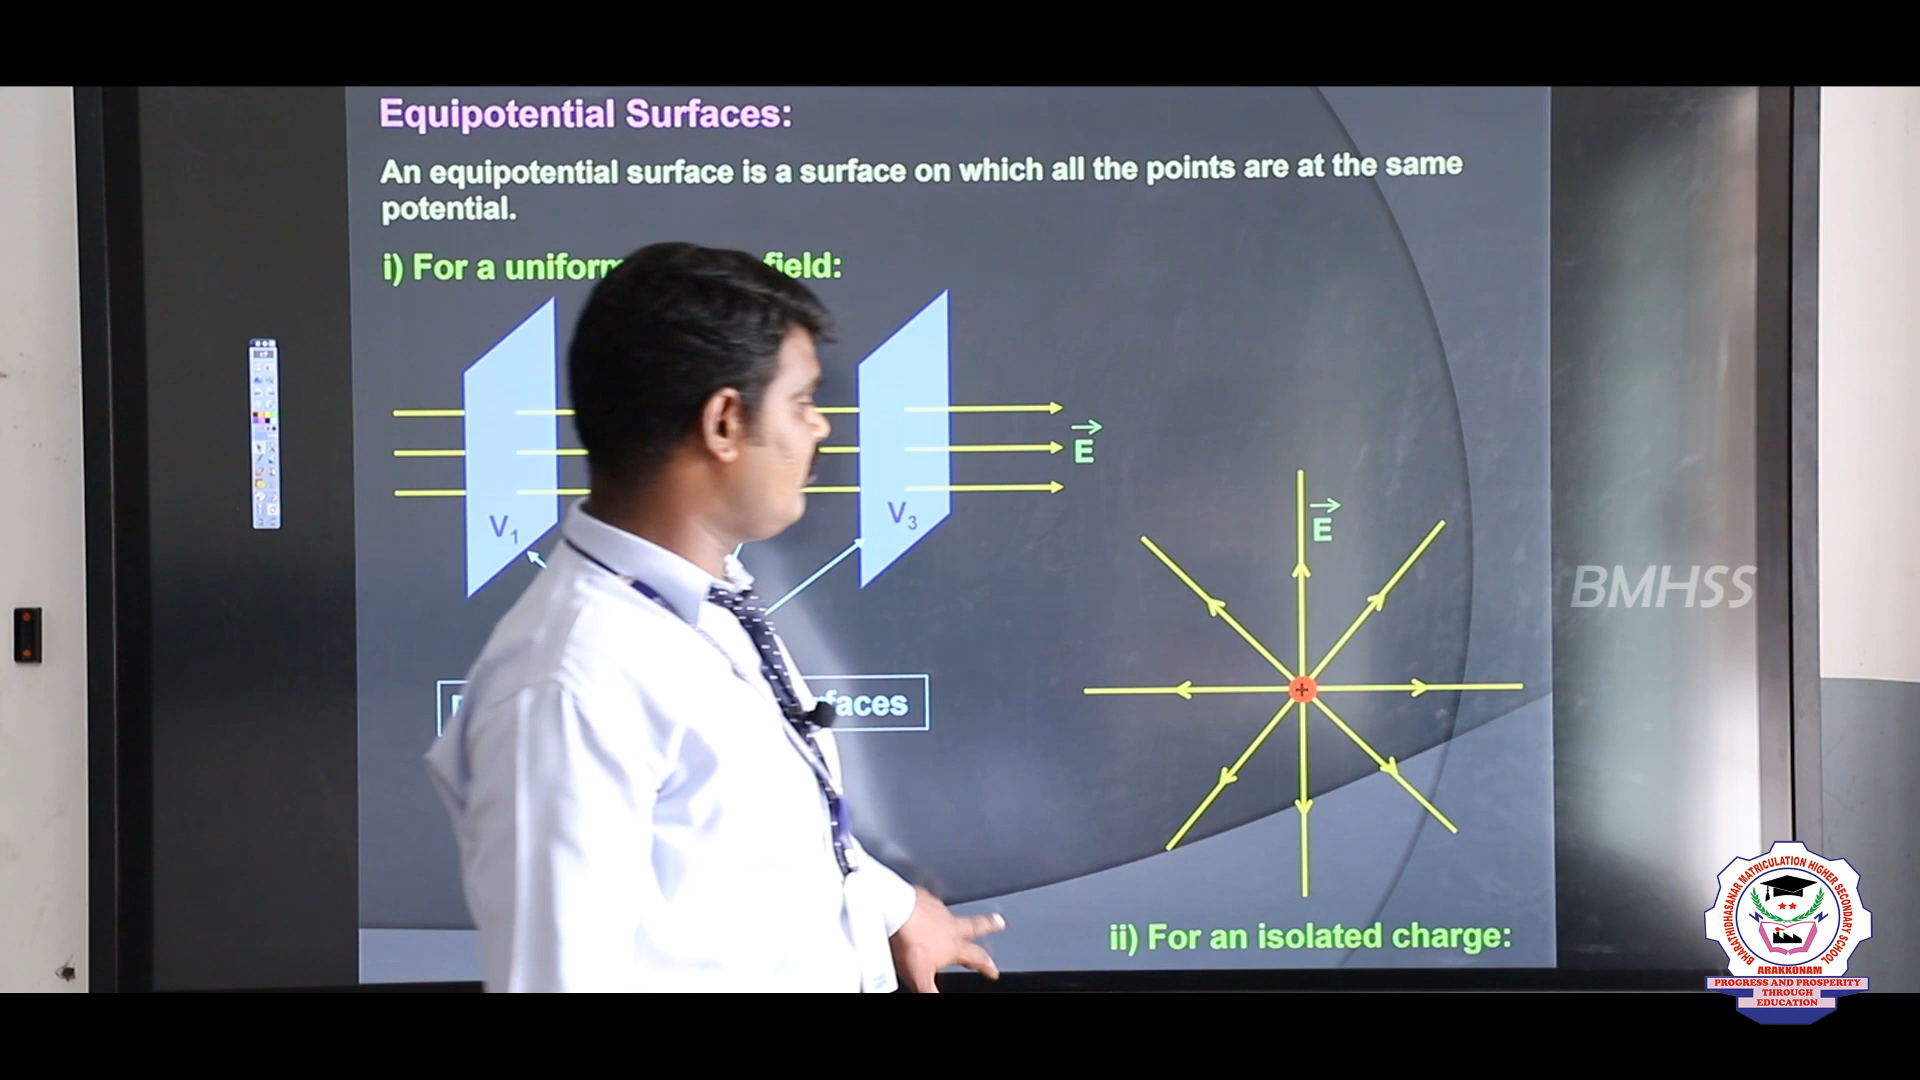 Equipotential Surfaces:
An equipotential surface is a surface on which all the points are at the same
potential.
i) For a uniform field:
V1
V3
E
E
+
faces
ii) For an isolated charge:
BMHSS
BHARATHIDHASANAR MATRICULATION HIGHER SECONDARY SCHOOL
ARAKKONAM
PROGRESS AND PROSPERITY
THROUGH
EDUCATION